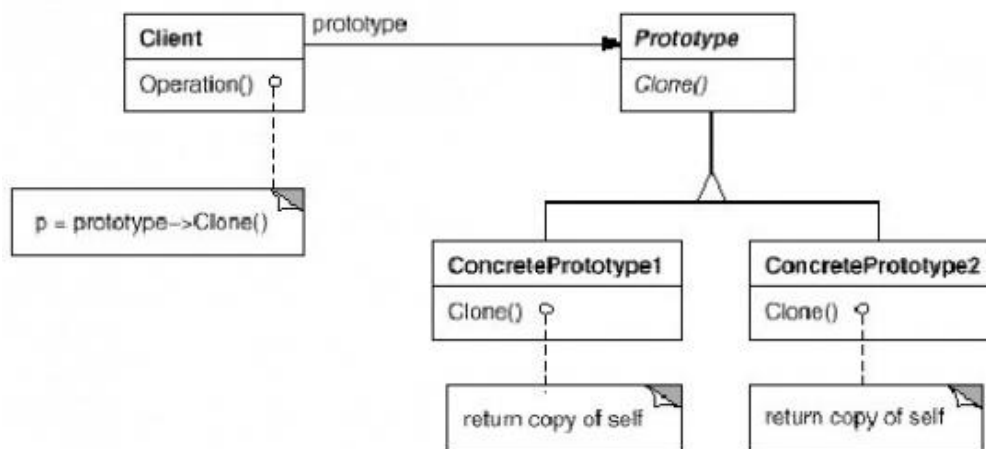 Client
prototype
Prototype
Operation()
Clone()
p = prototype->Clone()
ConcretePrototype1
ConcretePrototype2
Clone()
Clone()
return copy of self
return copy of self